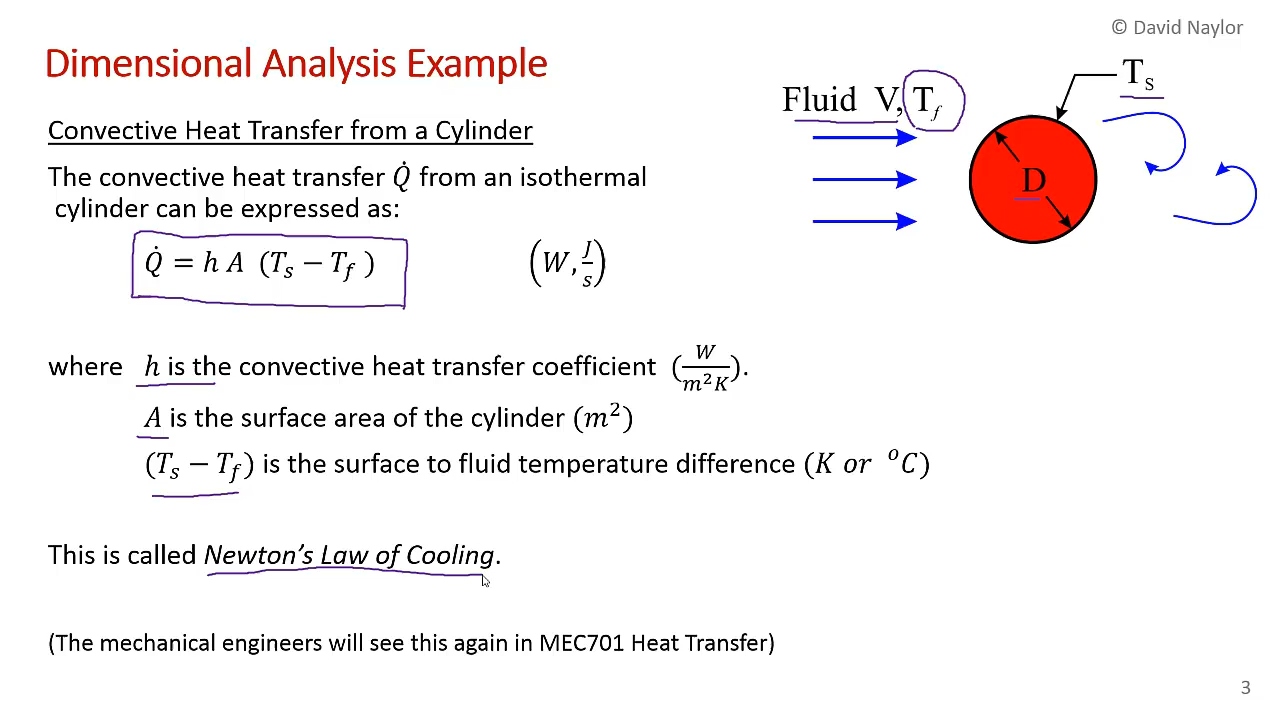 © David Naylor
Dimensional Analysis Example
Fluid V, T_f
T_S
D
Convective Heat Transfer from a Cylinder
The convective heat transfer Q̇ from an isothermal
cylinder can be expressed as:
Q̇ = h A (T_s − T_f )
(W, J/s)
where h is the convective heat transfer coefficient (W/m²K).
A is the surface area of the cylinder (m²)
(T_s − T_f) is the surface to fluid temperature difference (K or °C)
This is called Newton’s Law of Cooling.
(The mechanical engineers will see this again in MEC701 Heat Transfer)
3